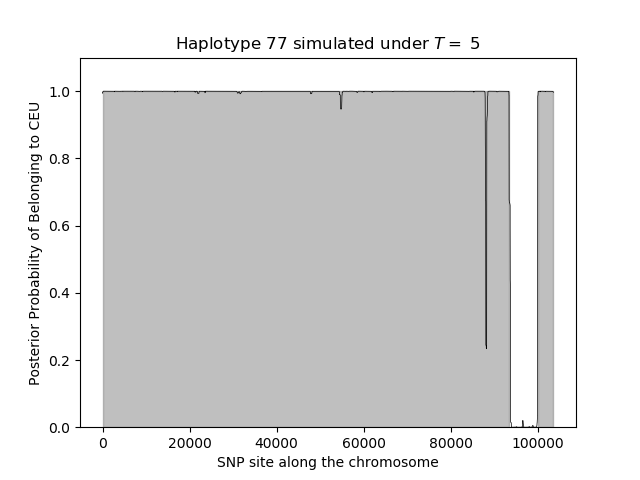 Haplotype 77 simulated under T = 5
Posterior Probability of Belonging to CEU
1.0
0.8
0.6
0.4
0.2
0.0
0 20000 40000 60000 80000 100000
SNP site along the chromosome